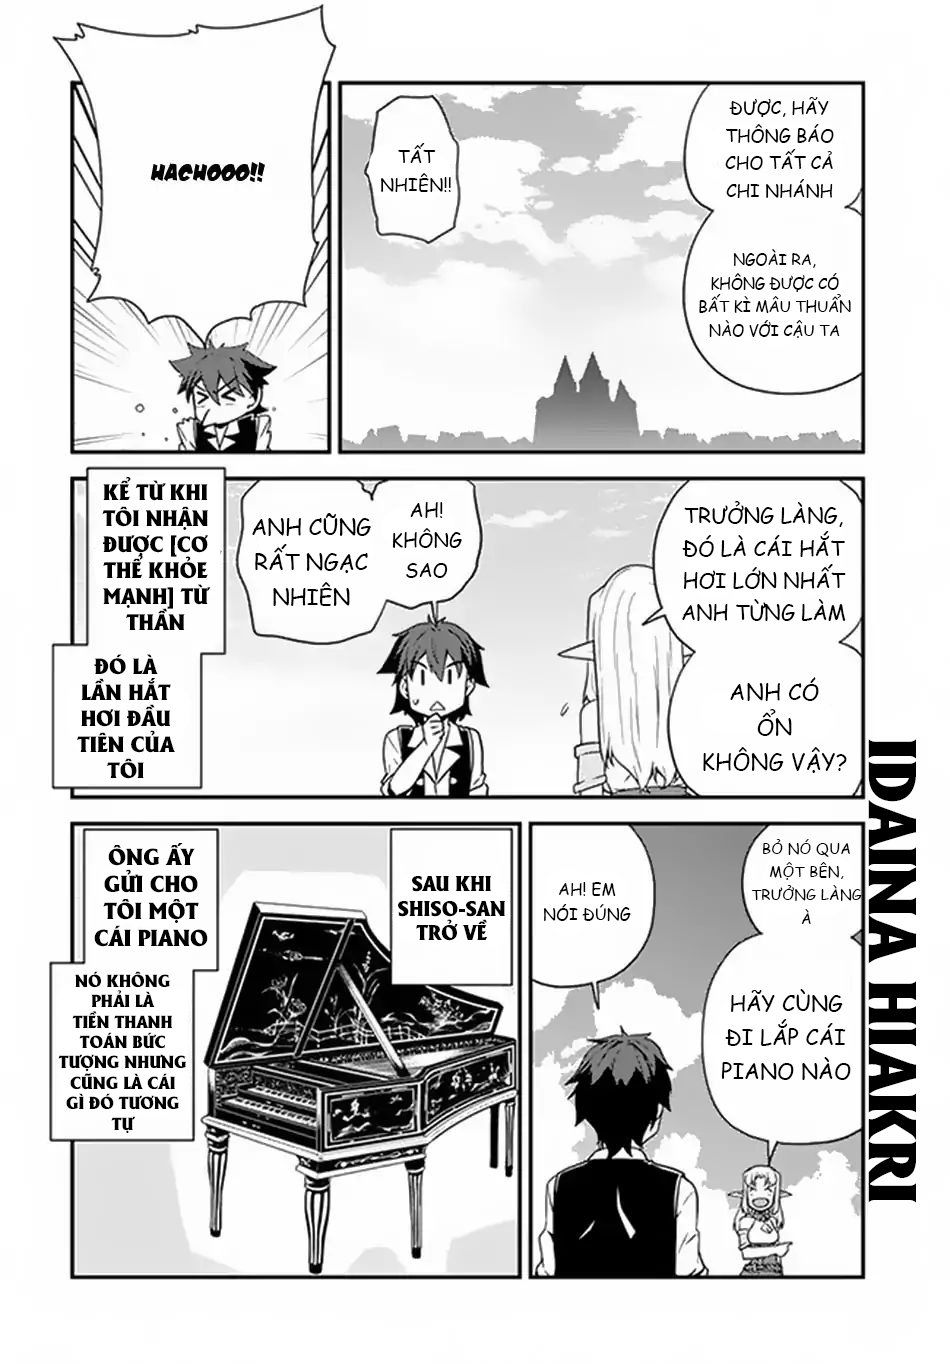 ĐƯỢC, HÃY
THÔNG BÁO
CHO TẤT CẢ
CHI NHÁNH
NGOÀI RA,
KHÔNG ĐƯỢC CÓ
BẤT KÌ MÂU THUẨN
NÀO VỚI CẬU TA
TẤT
NHIÊN!!
HACHOOO!!
TRƯỞNG LÀNG,
ĐÓ LÀ CÁI HẮT
HƠI LỚN NHẤT
ANH TỪNG LÀM
ANH CÓ
ỔN
KHÔNG VẬY?
AH!
KHÔNG
SAO
ANH CŨNG
RẤT NGẠC
NHIÊN
KỂ TỪ KHI
TÔI NHẬN
ĐƯỢC [CƠ
THỂ KHỎE
MẠNH] TỪ
THẦN
ĐÓ LÀ
LẦN HẮT
HƠI ĐẦU
TIÊN CỦA
TÔI
BỎ NÓ QUA
MỘT BÊN,
TRƯỞNG LÀNG
À
HÃY CÙNG
ĐI LẮP CÁI
PIANO NÀO
AH! EM
NÓI ĐÚNG
SAU KHI
SHISO-SAN
TRỞ VỀ
ÔNG ẤY
GỬI CHO
TÔI MỘT
CÁI PIANO
NÓ KHÔNG
PHẢI LÀ
TIỀN THANH
TOÁN BỨC
TƯỢNG NHƯNG
CŨNG LÀ CÁI
GÌ ĐÓ TƯƠNG
TỰ
IDAINA HIAKRI